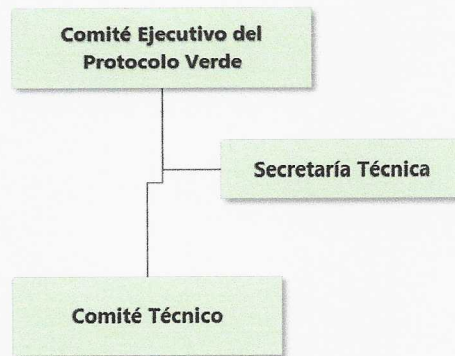 Comité Ejecutivo del
Protocolo Verde
Secretaría Técnica
Comité Técnico